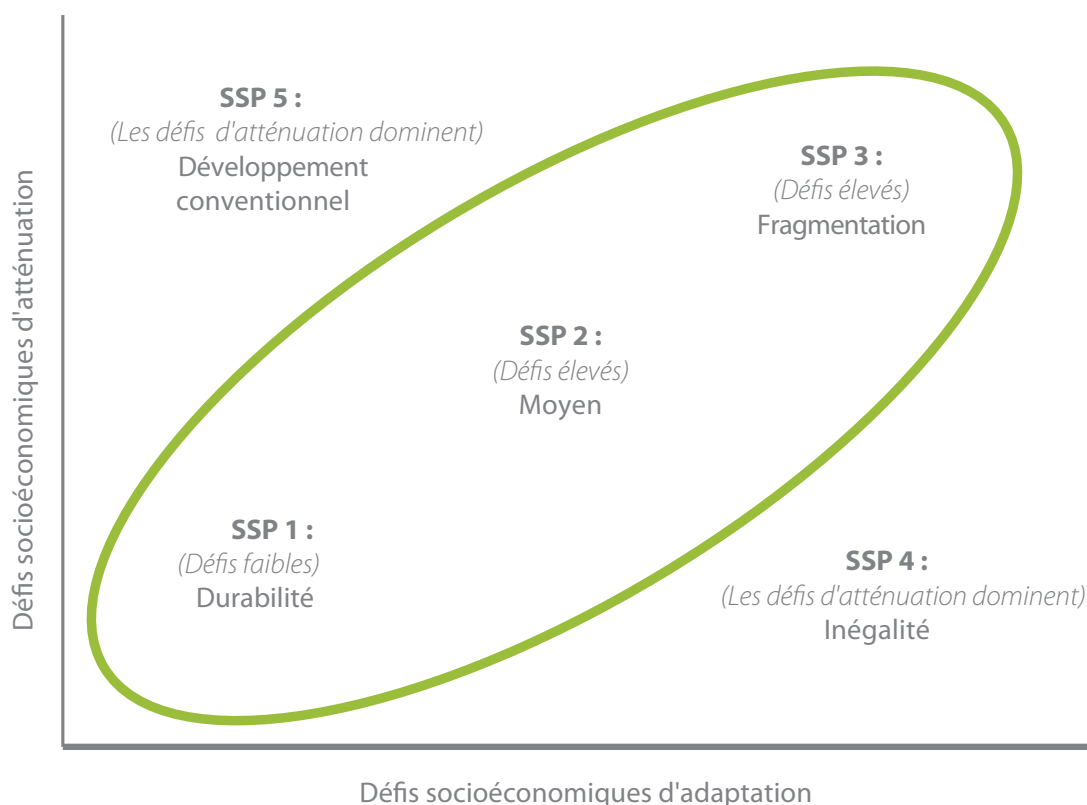 SSP 5 :
(Les défis d'atténuation dominent)
Développement
conventionnel
SSP 3 :
(Défis élevés)
Fragmentation
SSP 2 :
(Défis élevés)
Moyen
SSP 1 :
(Défis faibles)
Durabilité
SSP 4 :
(Les défis d'atténuation dominent)
Inégalité
Défis socioéconomiques d'atténuation
Défis socioéconomiques d'adaptation